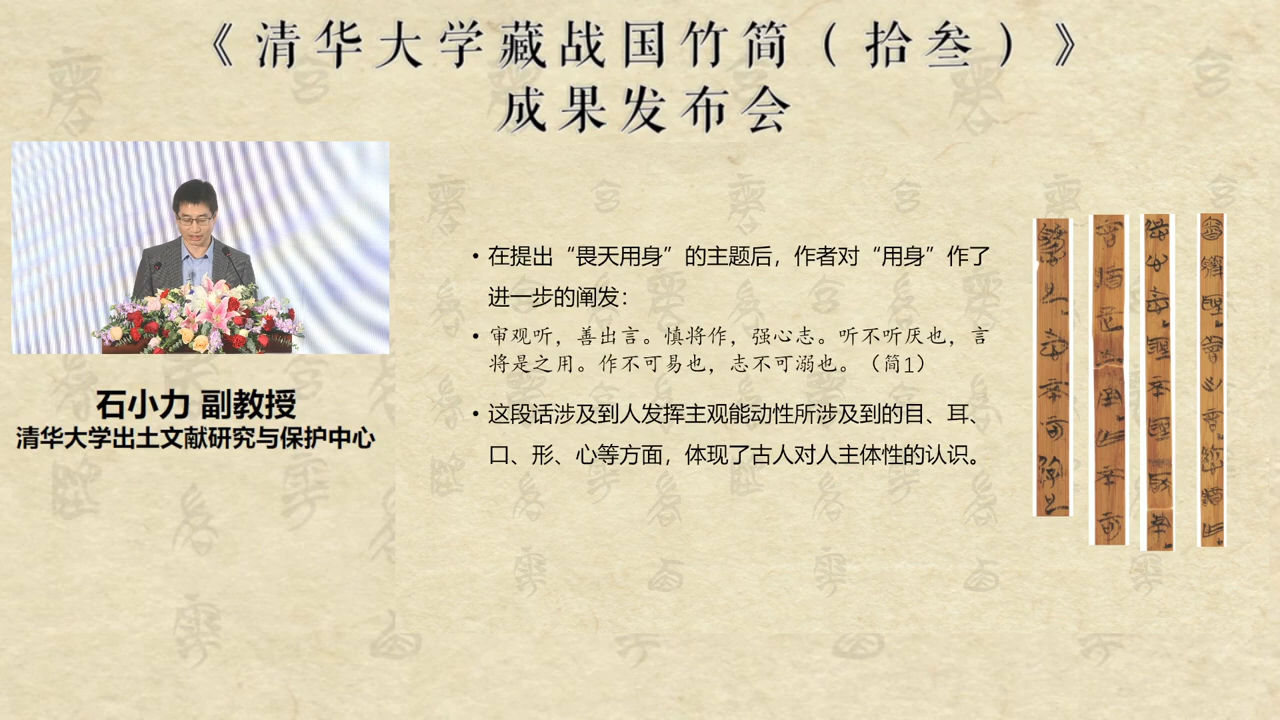 《清华大学藏战国竹简（拾叁）》
成果发布会
石小力 副教授
清华大学出土文献研究与保护中心
• 在提出“畏天用身”的主题后，作者对“用身”作了
进一步的阐发：
• 审观听，善出言。慎将作，强心志。听不听厌也，言
将是之用。作不可易也，志不可溺也。（简1）
• 这段话涉及到人发挥主观能动性所涉及到的目、耳、
口、形、心等方面，体现了古人对人主体性的认识。